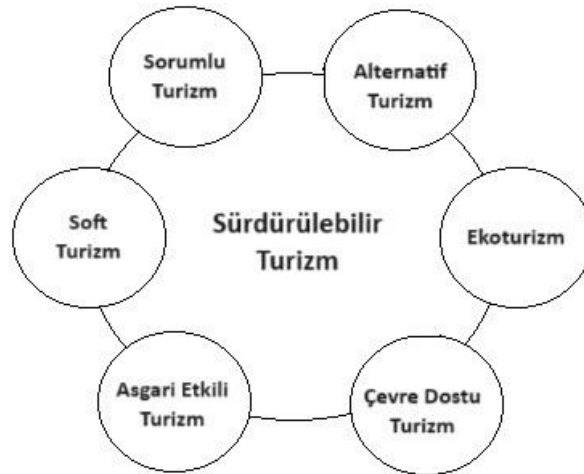 Sorumlu
Turizm
Alternatif
Turizm
Soft
Turizm
Sürdürülebilir
Turizm
Ekoturizm
Asgari Etkili
Turizm
Çevre Dostu
Turizm